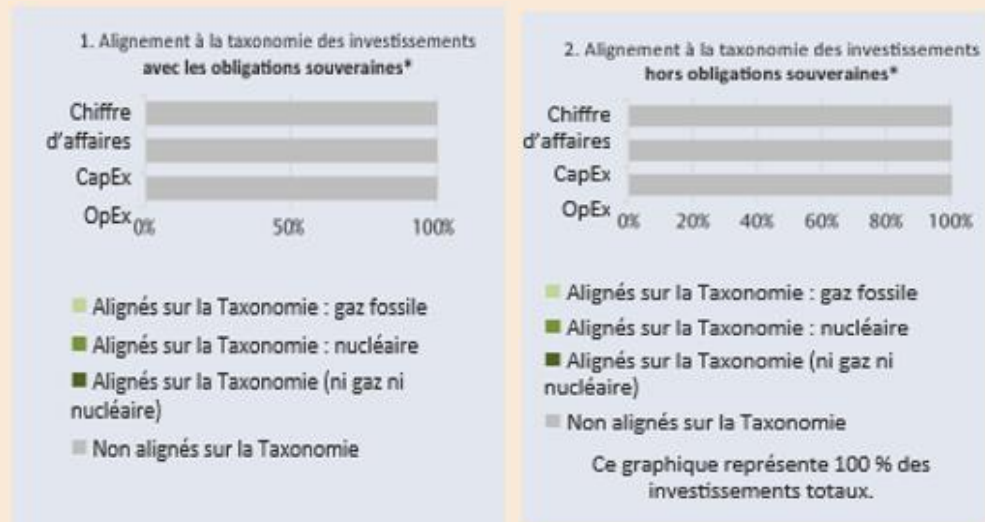 1. Alignement à la taxonomie des investissements
avec les obligations souveraines*
Chiffre
d'affaires
CapEx
OpEx
0% 50% 100%
Alignés sur la Taxonomie : gaz fossile
Alignés sur la Taxonomie : nucléaire
Alignés sur la Taxonomie (ni gaz ni
nucléaire)
Non alignés sur la Taxonomie
2. Alignement à la taxonomie des investissements
hors obligations souveraines*
Chiffre
d'affaires
CapEx
OpEx
0% 20% 40% 60% 80% 100%
Alignés sur la Taxonomie : gaz fossile
Alignés sur la Taxonomie : nucléaire
Alignés sur la Taxonomie (ni gaz ni
nucléaire)
Non alignés sur la Taxonomie
Ce graphique représente 100 % des
investissements totaux.